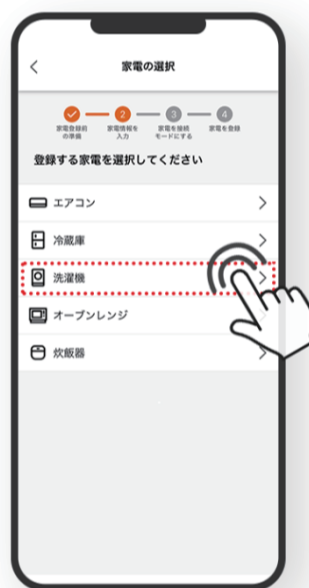 家電の選択
2 3 4
家電登録前 家電情報を 家電を接続 家電を登録
の準備 入力 モードにする
登録する家電を選択してください
エアコン
冷蔵庫
洗濯機
オーブンレンジ
炊飯器